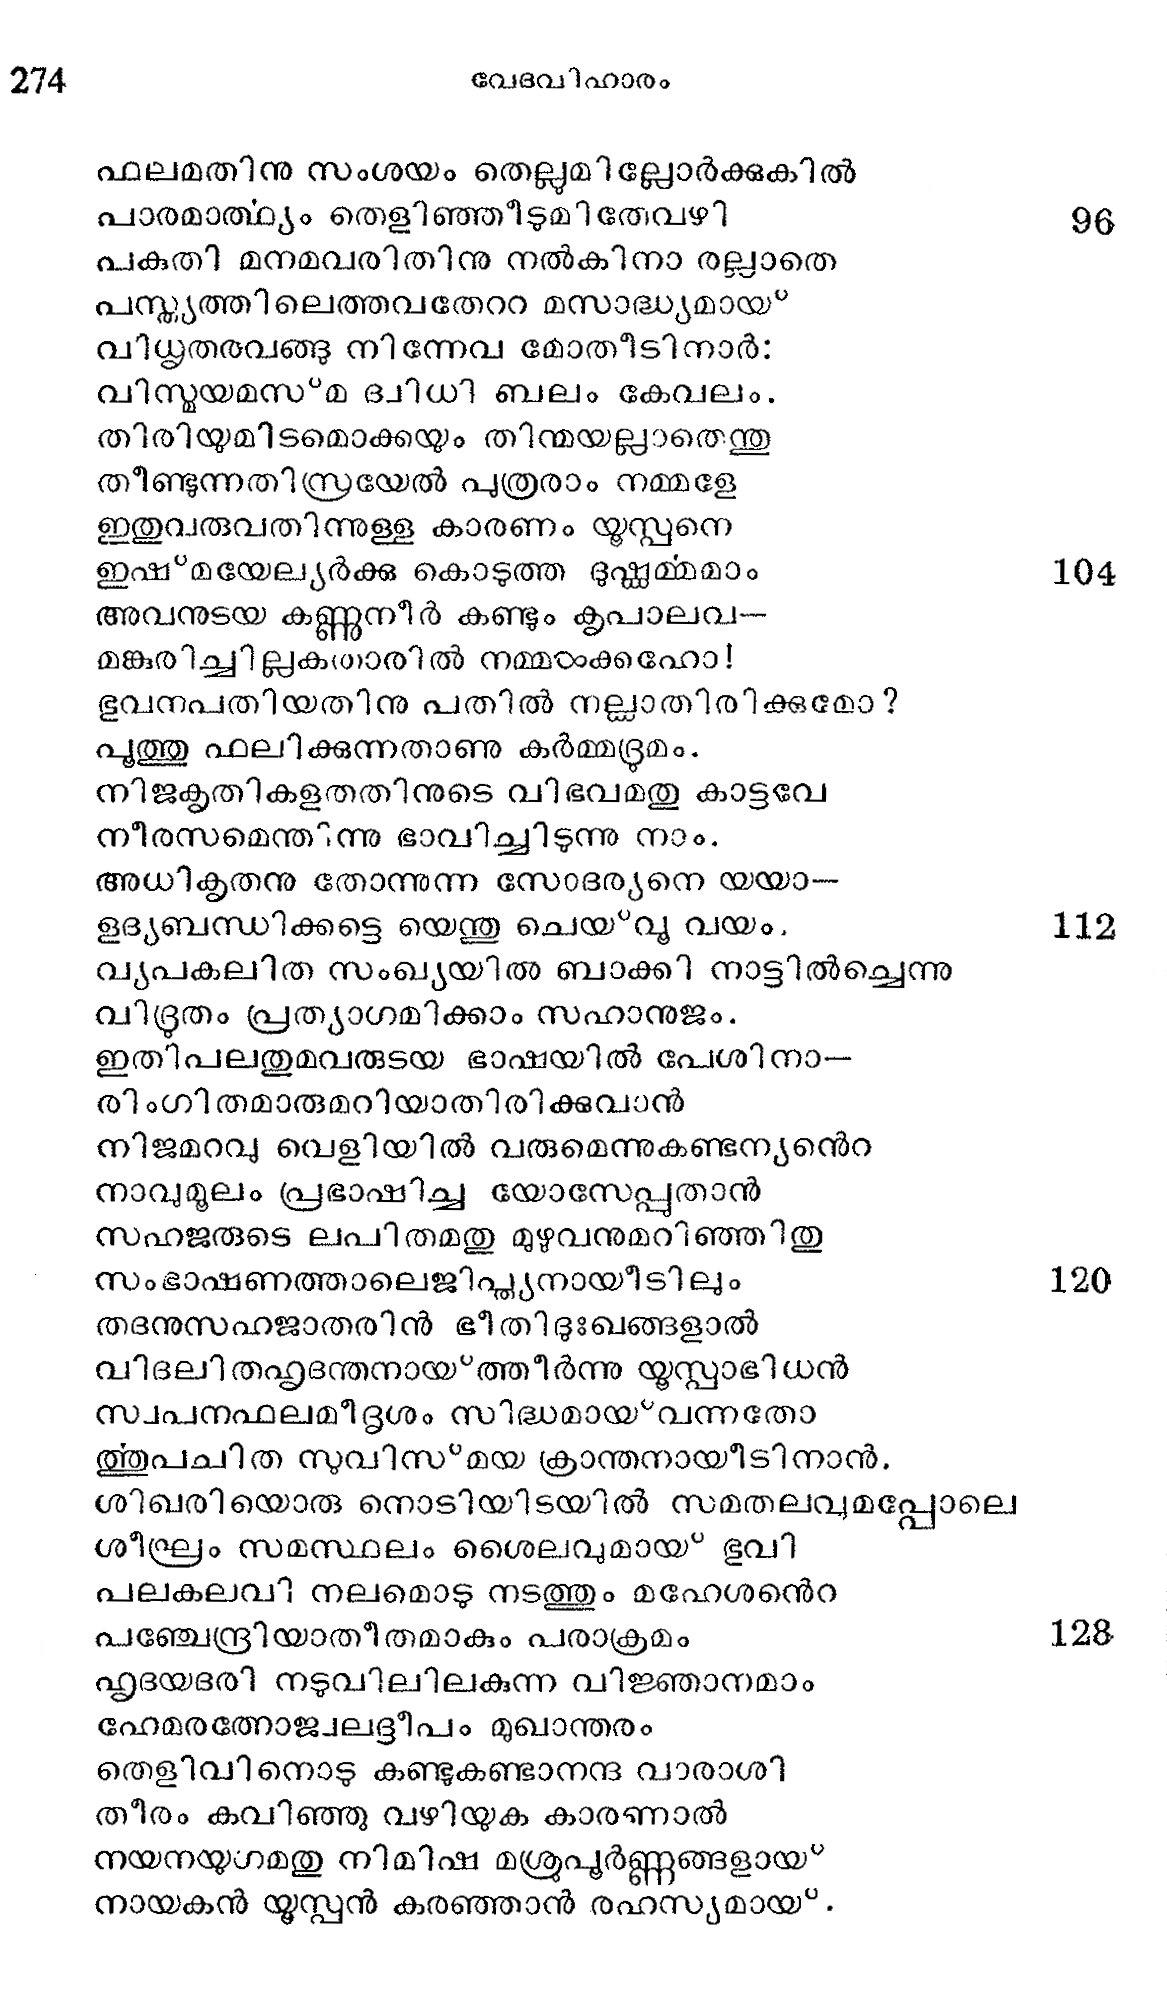 274 വേദവിഹാരം
ഫലമതിനു സംശയം തെല്ലുമില്ലോർക്കുകിൽ
പാരമാർത്ഥ്യം തെളിഞ്ഞീടുമിതേവഴി 96
പകുതി മനമവരിതിനു നൽകിനാ രല്ലാതെ
പസ്ത്യത്തിലെത്തവതേററ മസാദ്ധ്യമായ്
വിധൃതരവങ്ങു നിന്നേവ മോതീടിനാർ:
വിസ്മയമസ്മ ദ്വിധി ബലം കേവലം.
തിരിയുമിടമൊക്കയും തിന്മയല്ലാതെന്തു
തീണ്ടുന്നതിസ്രയേൽ പുത്രരാം നമ്മളേ
ഇതുവരുവതിന്നുള്ള കാരണം യൂസ്പനെ
ഇഷ്മയേല്യർക്കു കൊടുത്ത ദുഷ്കർമ്മമാം 104
അവനുടയ കണ്ണുനീർ കണ്ടും കൃപാലവ—
മങ്കുരിച്ചില്ലകതാരിൽ നമ്മൾക്കഹോ!
ഭുവനപതിയതിനു പതിൽ നല്കാതിരിക്കുമോ?
പൂത്തു ഫലിക്കുന്നതാണു കർമ്മദ്രുമം.
നിജകൃതികളതതിനുടെ വിഭവമതു കാട്ടവേ
നീരസമെന്തിന്നു ഭാവിച്ചിടുന്നു നാം.
അധികൃതനു തോന്നുന്ന സോദര്യനെ യയാ—
ളദ്യബന്ധിക്കട്ടെ യെന്തു ചെയ്‌വൂ വയം. 112
വ്യപകലിത സംഖ്യയിൽ ബാക്കി നാട്ടിൽച്ചെന്നു
വിദ്രുതം പ്രത്യാഗമിക്കാം സഹാനുജം.
ഇതിപലതുമവരുടയ ഭാഷയിൽ പേശിനാ—
രിംഗിതമാരുമറിയാതിരിക്കുവാൻ
നിജമറവു വെളിയിൽ വരുമെന്നുകണ്ടന്യൻെറ
നാവുമൂലം പ്രഭാഷിച്ച യോസേപ്പുതാൻ
സഹജരുടെ ലപിതമതു മുഴുവനുമറിഞ്ഞിതു
സംഭാഷണത്താലെജിപ്ത്യനായീടിലും 120
തദനുസഹജാതരിൻ ഭീതിദുഃഖങ്ങളാൽ
വിദലിതഹൃദന്തനായ്ത്തീർന്നു യൂസ്പാഭിധൻ
സ്വപനഫലമീദൃശം സിദ്ധമായ്‌വന്നതോ
ർത്തുപചിത സുവിസ്മയ ക്രാന്തനായീടിനാൻ.
ശിഖരിയൊരു നൊടിയിടയിൽ സമതലവുമപ്പോലെ
ശീഘ്രം സമസ്ഥലം ശൈലവുമായ് ഭുവി
പലകലവി നലമൊടു നടത്തും മഹേശൻെറ
പഞ്ചേന്ദ്രിയാതീതമാകും പരാക്രമം 128
ഹൃദയദരി നടുവിലിലകുന്ന വിജ്ഞാനമാം
ഹേമരത്നോജ്വലദ്ദീപം മുഖാന്തരം
തെളിവിനൊടു കണ്ടുകണ്ടാനന്ദ വാരാശി
തീരം കവിഞ്ഞു വഴിയുക കാരണാൽ
നയനയുഗമതു നിമിഷ മശ്രുപൂർണ്ണങ്ങളായ്
നായകൻ യൂസ്പൻ കരഞ്ഞാൻ രഹസ്യമായ്.